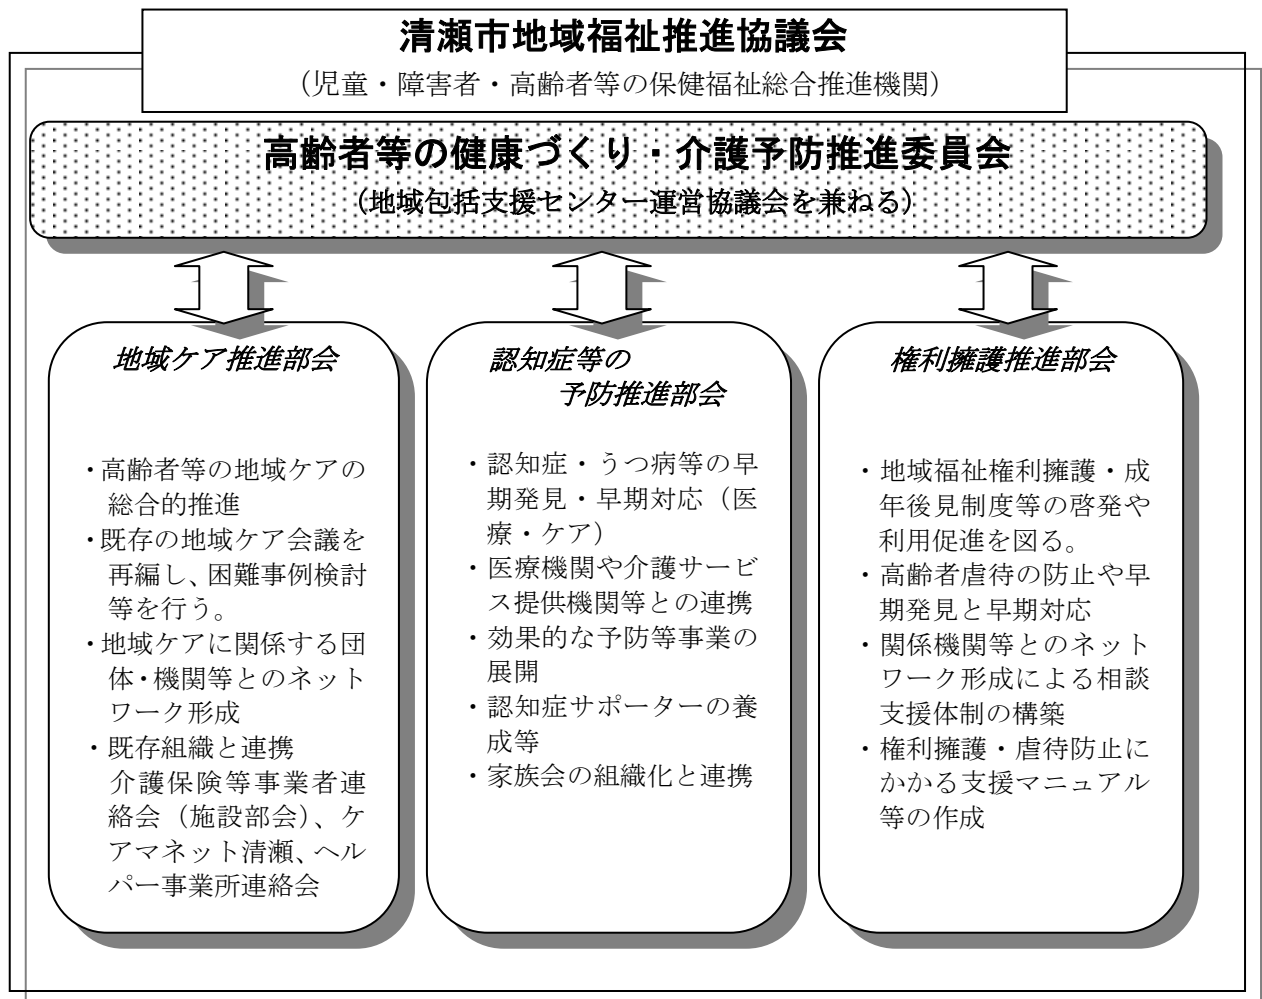 清瀬市地域福祉推進協議会
（児童・障害者・高齢者等の保健福祉総合推進機関）
高齢者等の健康づくり・介護予防推進委員会
（地域包括支援センター運営協議会を兼ねる）
地域ケア推進部会
・高齢者等の地域ケアの
総合的推進
・既存の地域ケア会議を
再編し、困難事例検討
等を行う。
・地域ケアに関係する団
体・機関等とのネット
ワーク形成
・既存組織と連携
介護保険等事業者連
絡会（施設部会）、ケ
アマネット清瀬、ヘル
パー事業所連絡会
認知症等の
予防推進部会
・認知症・うつ病等の早
期発見・早期対応（医
療・ケア）
・医療機関や介護サービ
ス提供機関等との連携
・効果的な予防等事業の
展開
・認知症サポーターの養
成等
・家族会の組織化と連携
権利擁護推進部会
・地域福祉権利擁護・成
年後見制度等の啓発や
利用促進を図る。
・高齢者虐待の防止や早
期発見と早期対応
・関係機関等とのネット
ワーク形成による相談
支援体制の構築
・権利擁護・虐待防止に
かかる支援マニュアル
等の作成